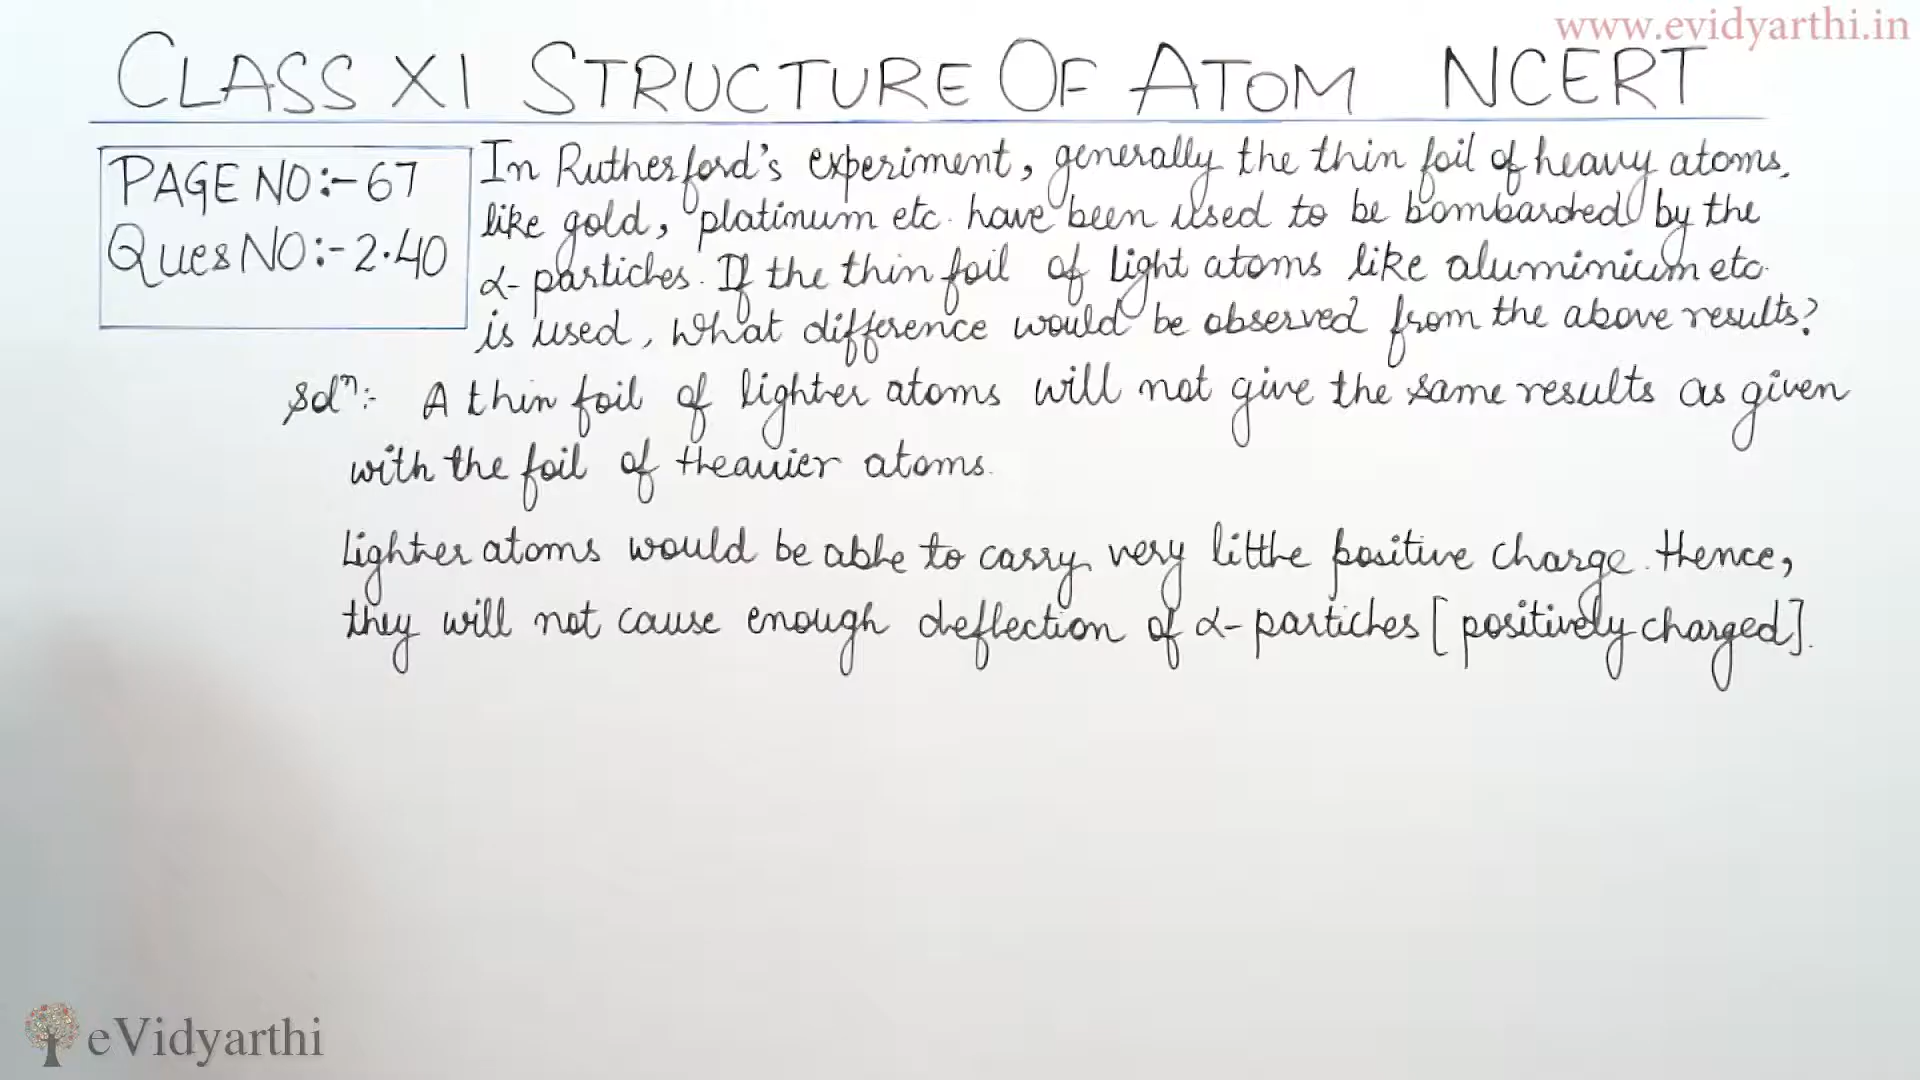 www.evidyarthi.in
CLASS XI STRUCTURE OF ATOM NCERT
PAGE NO:- 67
Ques NO:- 2.40
In Rutherford's experiment, generally the thin foil of heavy atoms,
like gold, platinum etc. have been used to be bombarded by the
α- particles. If the thin foil of light atoms like aluminium etc.
is used, what difference would be observed from the above results?
Solⁿ:- A thin foil of lighter atoms will not give the same results as given
with the foil of Heavier atoms.
Lighter atoms would be able to carry very little positive charge. Hence,
they will not cause enough deflection of α- particles [positively charged].
eVidyarthi